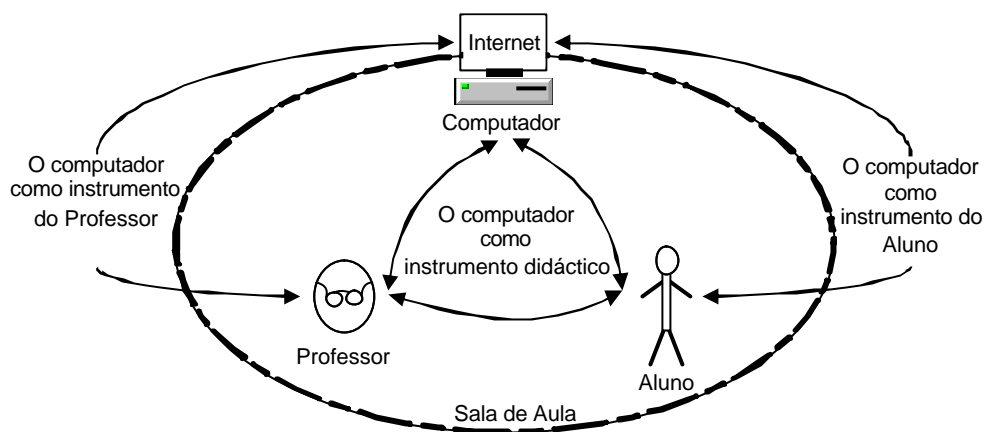 Internet
Computador
O computador
como instrumento
do Professor
O computador
como
instrumento do
Aluno
O computador
como
instrumento didáctico
Professor
Aluno
Sala de Aula